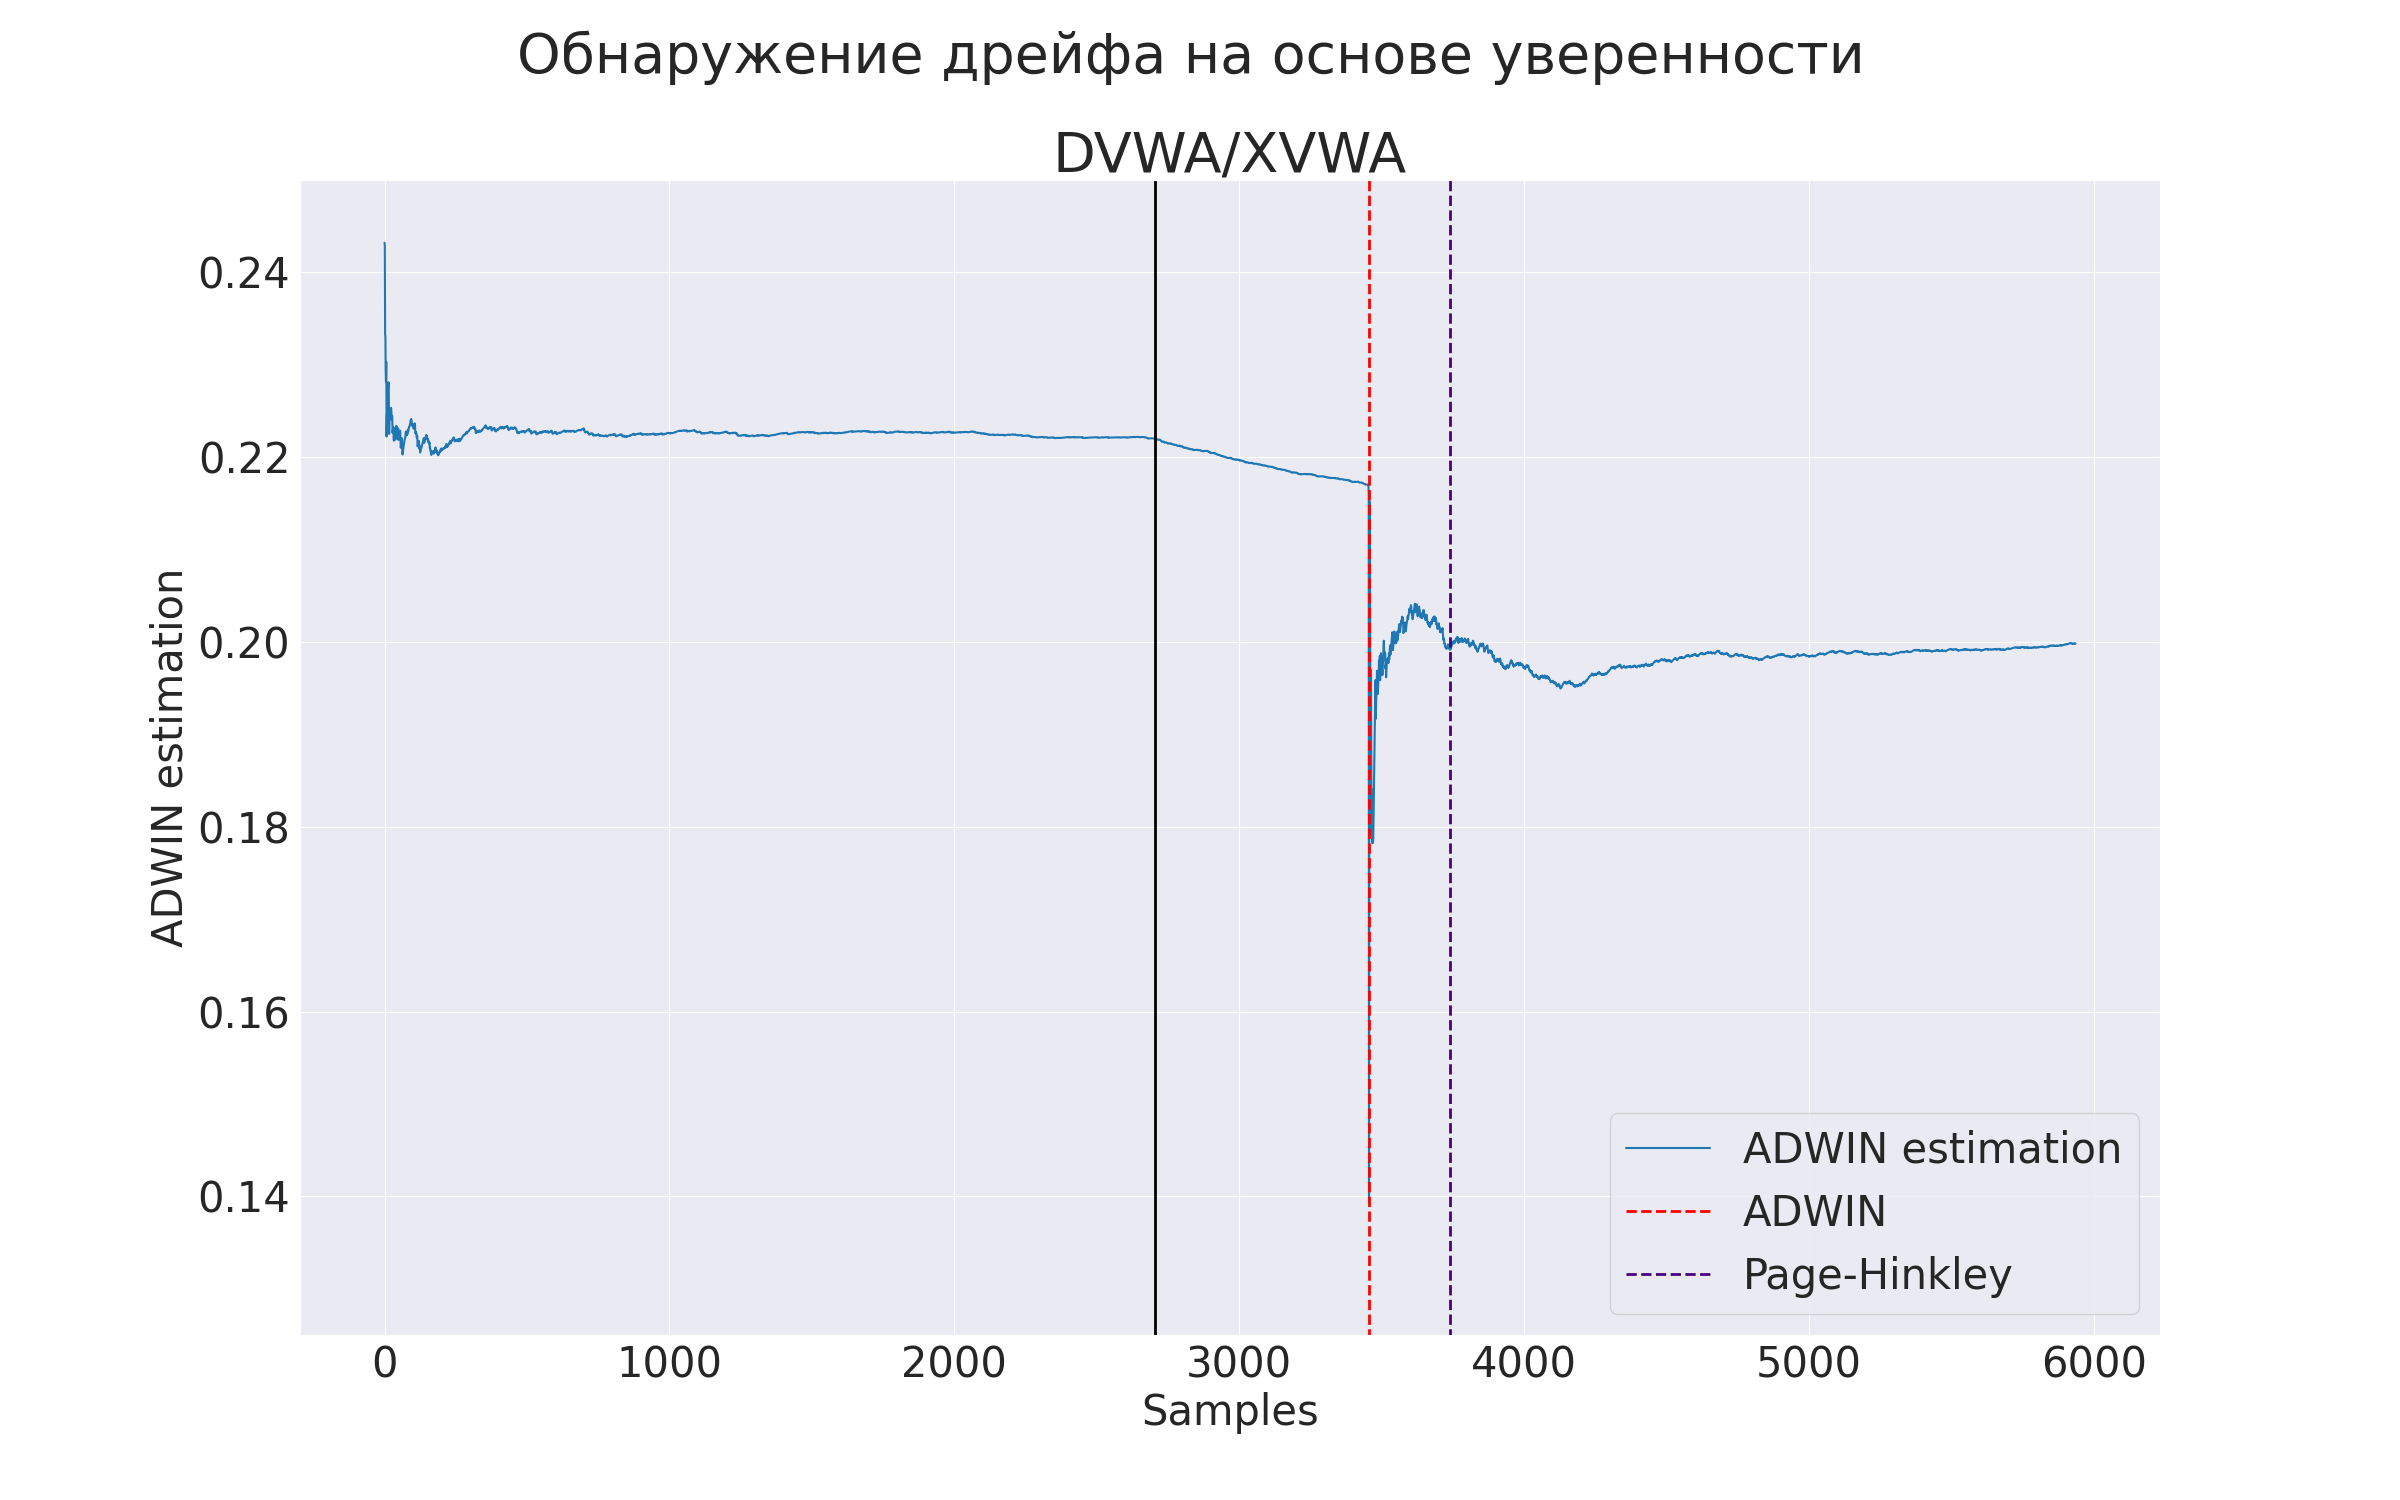 Обнаружение дрейфа на основе уверенности
DVWA/XVWA
ADWIN estimation
0.24
0.22
0.20
0.18
0.16
0.14
ADWIN estimation
ADWIN
Page-Hinkley
0 1000 2000 3000 4000 5000 6000
Samples